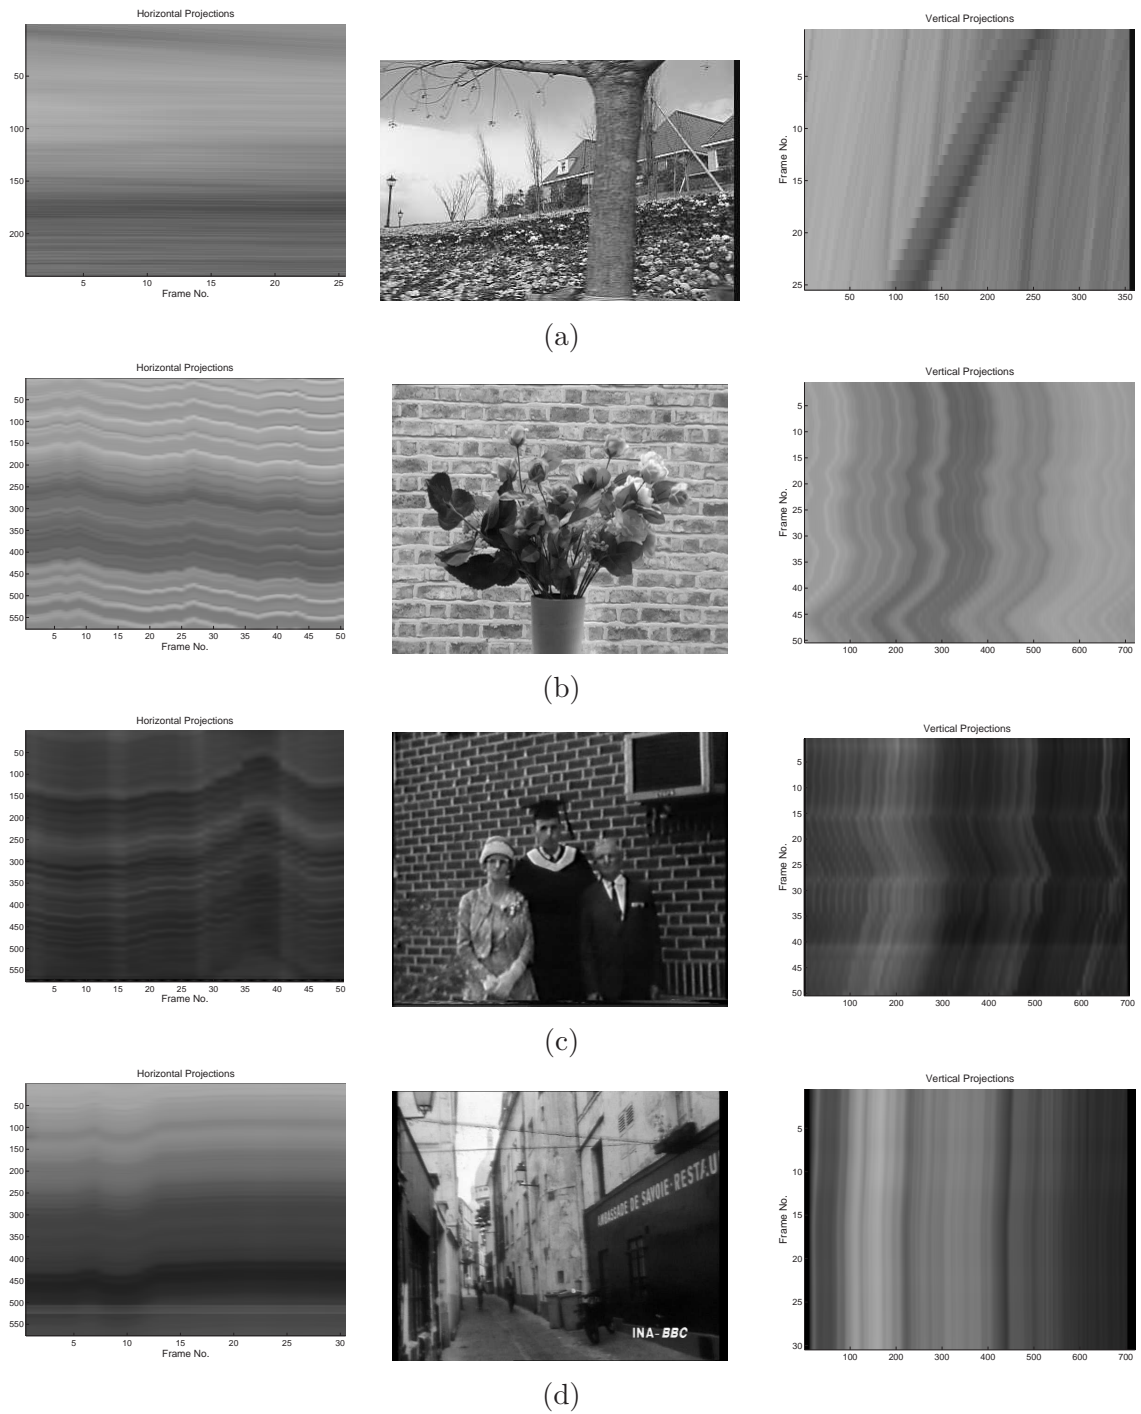 Horizontal Projections
50
100
150
200
5 10 15 20 25
Frame No.
Vertical Projections
Frame No.
5
10
15
20
25
50 100 150 200 250 300 350
(a)
Horizontal Projections
50
100
150
200
250
300
350
400
450
500
550
5 10 15 20 25 30 35 40 45 50
Frame No.
Vertical Projections
Frame No.
5
10
15
20
25
30
35
40
45
50
100 200 300 400 500 600 700
(b)
Horizontal Projections
50
100
150
200
250
300
350
400
450
500
550
5 10 15 20 25 30 35 40 45 50
Frame No.
Vertical Projections
Frame No.
5
10
15
20
25
30
35
40
45
50
100 200 300 400 500 600 700
(c)
Horizontal Projections
50
100
150
200
250
300
350
400
450
500
550
5 10 15 20 25 30
Frame No.
AMBASSADE DE SAVOIE-RESTAU
INA-BBC
Vertical Projections
Frame No.
5
10
15
20
25
30
100 200 300 400 500 600 700
(d)